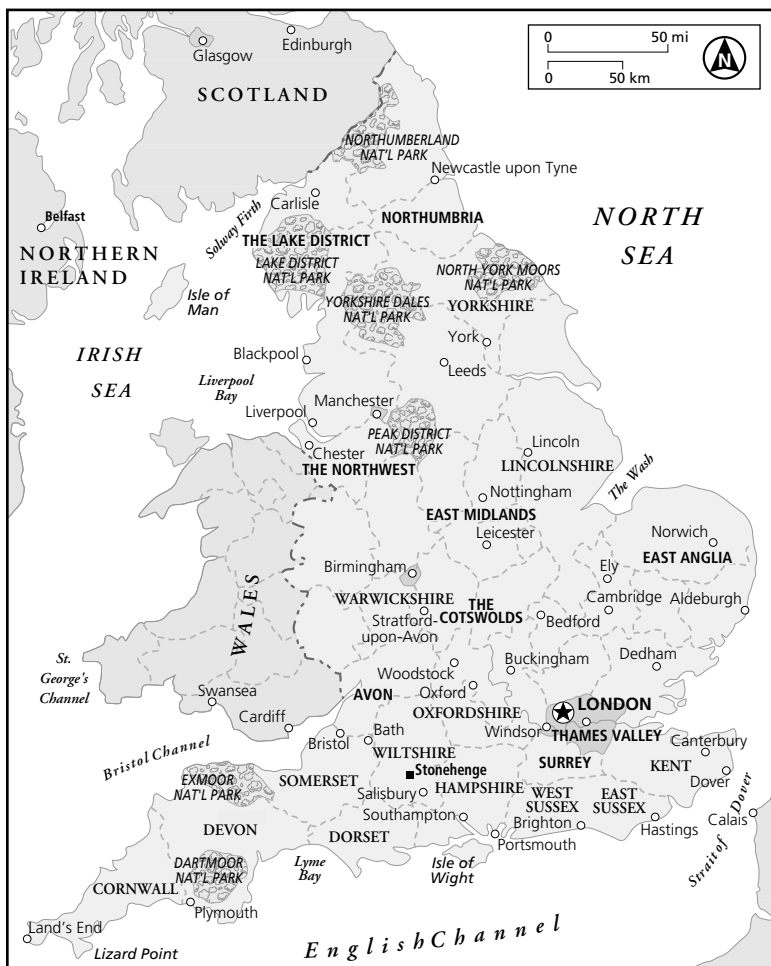 0 50 mi
0 50 km
N
Edinburgh
Glasgow
SCOTLAND
NORTHUMBERLAND
NAT'L PARK
Newcastle upon Tyne
Carlisle
Solway Firth
Belfast
NORTHERN
IRELAND
NORTHUMBRIA
NORTH
SEA
THE LAKE DISTRICT
LAKE DISTRICT
NAT'L PARK
Isle of
Man
YORKSHIRE DALES
NAT'L PARK
NORTH YORK MOORS
NAT'L PARK
YORKSHIRE
IRISH
SEA
York
Blackpool
Leeds
Liverpool
Bay
Manchester
Liverpool
PEAK DISTRICT
NAT'L PARK
Chester
THE NORTHWEST
Lincoln
LINCOLNSHIRE
The Wash
Nottingham
EAST MIDLANDS
Leicester
Norwich
EAST ANGLIA
Birmingham
Ely
WALES
WARWICKSHIRE
THE
COTSWOLDS
Stratford-
upon-Avon
Bedford
Cambridge
Aldeburgh
St.
George's
Channel
Woodstock
Buckingham
Dedham
Swansea
AVON
Oxford
OXFORDSHIRE
LONDON
Cardiff
Windsor
THAMES VALLEY
Bristol Channel
Bristol
Bath
WILTSHIRE
Canterbury
Stonehenge
SURREY
KENT
EXMOOR
NAT'L PARK
SOMERSET
Salisbury
HAMPSHIRE
Dover
WEST
SUSSEX
EAST
SUSSEX
Southampton
Brighton
Hastings
Calais
Strait of Dover
DEVON
DORSET
Portsmouth
Lyme
Bay
Isle of
Wight
DARTMOOR
NAT'L PARK
CORNWALL
Plymouth
Land's End
Lizard Point
English Channel